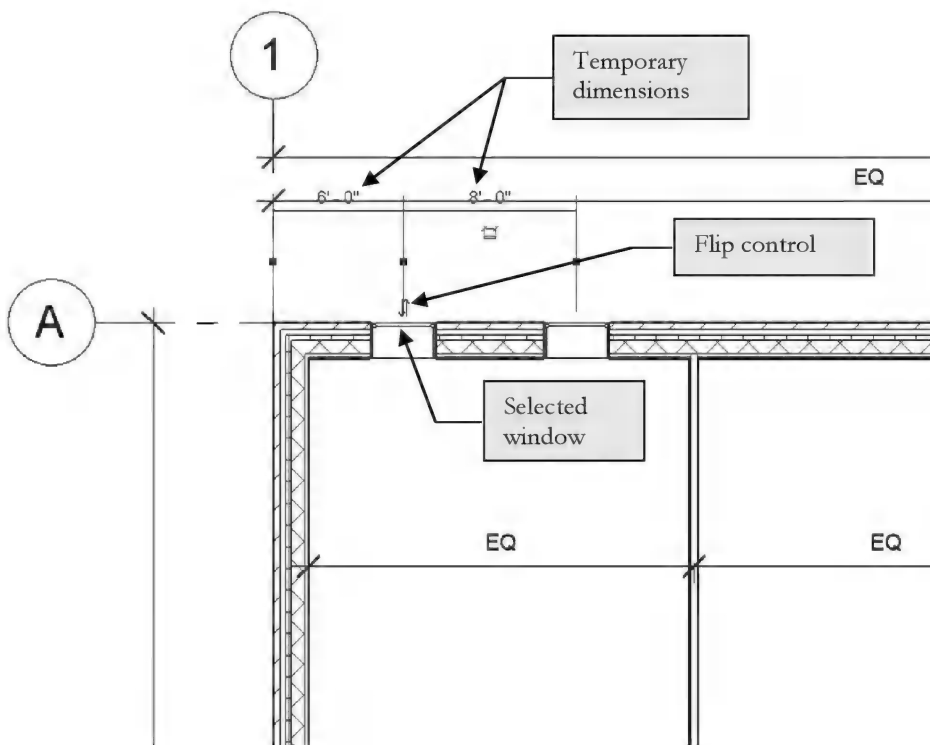 1
Temporary
dimensions
EQ
6'-0"
8'-0"
Flip control
A
Selected
window
EQ
EQ